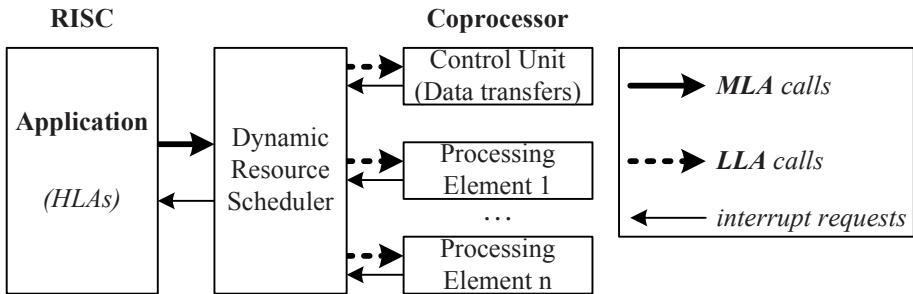 RISC
Coprocessor
Application
(HLAs)
Dynamic
Resource
Scheduler
Control Unit
(Data transfers)
Processing
Element 1
…
Processing
Element n
MLA calls
LLA calls
interrupt requests